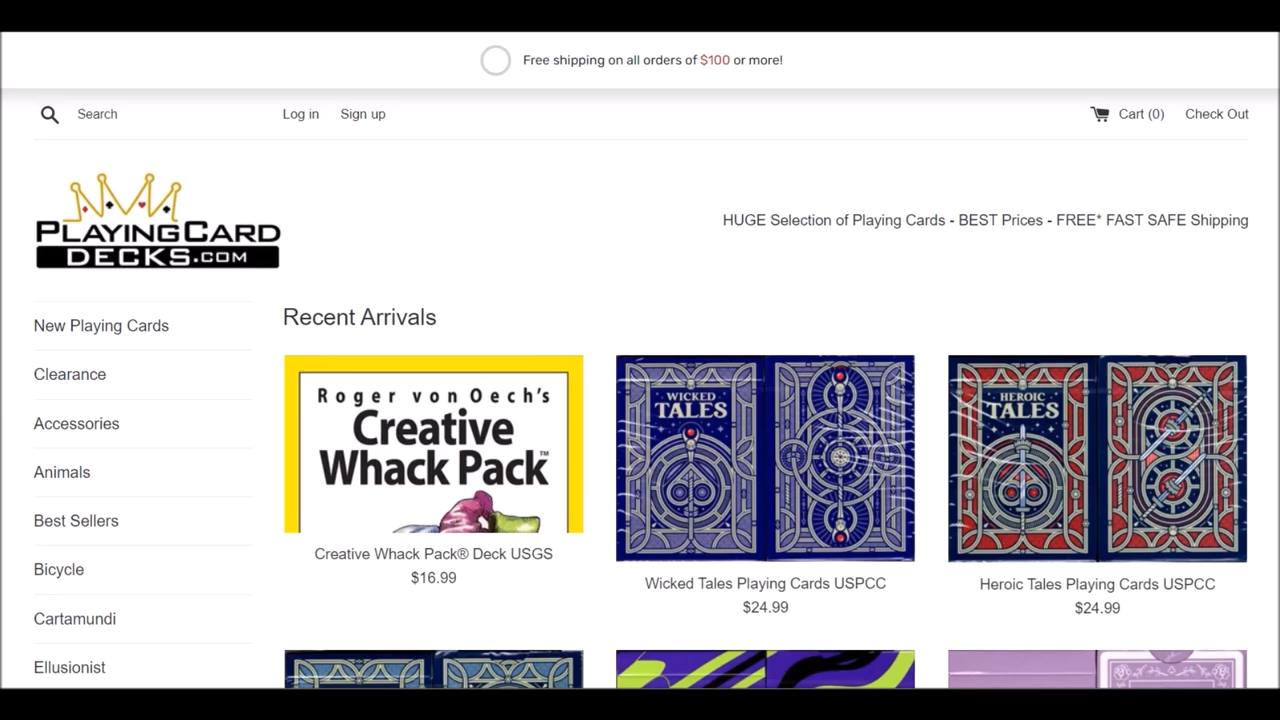 Free shipping on all orders of $100 or more!
Search
Log in
Sign up
Cart (0)
Check Out
PLAYINGCARD
DECKS.COM
HUGE Selection of Playing Cards - BEST Prices - FREE* FAST SAFE Shipping
New Playing Cards
Clearance
Accessories
Animals
Best Sellers
Bicycle
Cartamundi
Ellusionist
Recent Arrivals
Roger von Oech's
Creative
Whack Pack™
Creative Whack Pack® Deck USGS
$16.99
WICKED
TALES
Wicked Tales Playing Cards USPCC
$24.99
HEROIC
TALES
Heroic Tales Playing Cards USPCC
$24.99